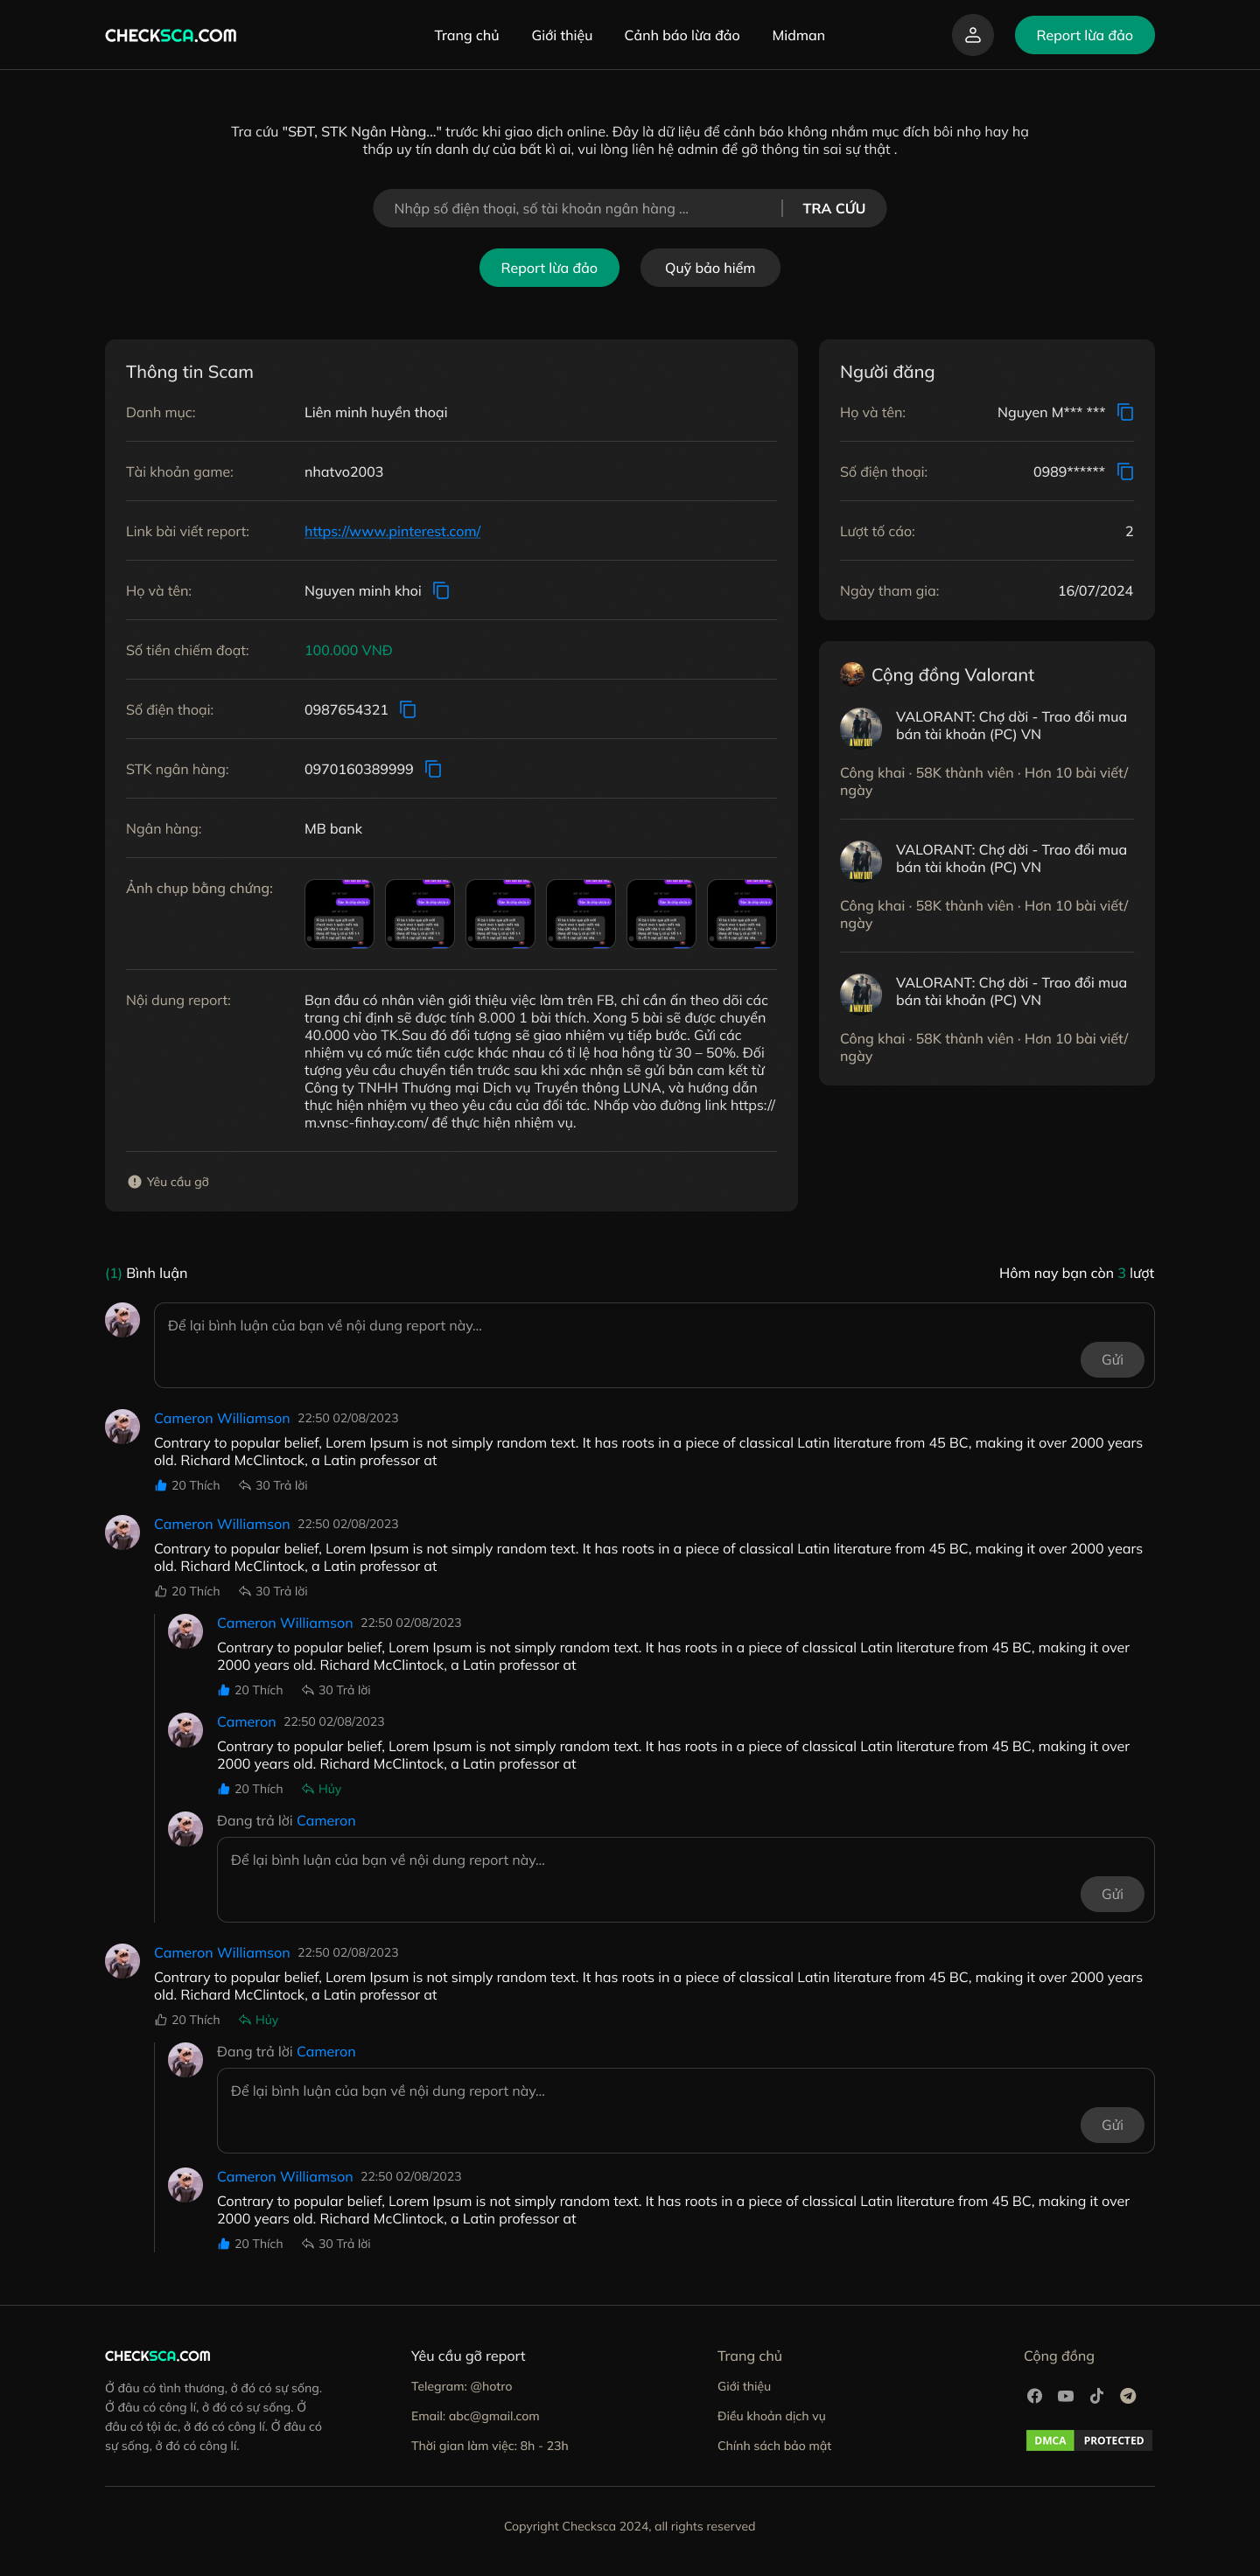 CHECKSCA.COM
Trang chủ
Giới thiệu
Cảnh báo lừa đảo
Midman
Report lừa đảo
Tra cứu "SĐT, STK Ngân Hàng..." trước khi giao dịch online. Đây là dữ liệu để cảnh báo không nhắm mục đích bôi nhọ hay hạ
thấp uy tín danh dự của bất kì ai, vui lòng liên hệ admin để gỡ thông tin sai sự thật .
Nhập số điện thoại, số tài khoản ngân hàng ...
TRA CỨU
Report lừa đảo
Quỹ bảo hiểm
Thông tin Scam
Danh mục:
Liên minh huyền thoại
Tài khoản game:
nhatvo2003
Link bài viết report:
https://www.pinterest.com/
Họ và tên:
Nguyen minh khoi
Số tiền chiếm đoạt:
100.000 VNĐ
Số điện thoại:
0987654321
STK ngân hàng:
0970160389999
Ngân hàng:
MB bank
Ảnh chụp bằng chứng:
Nội dung report:
Bạn đầu có nhân viên giới thiệu việc làm trên FB, chỉ cần ấn theo dõi các
trang chỉ định sẽ được tính 8.000 1 bài thích. Xong 5 bài sẽ được chuyển
40.000 vào TK.Sau đó đối tượng sẽ giao nhiệm vụ tiếp bước. Gửi các
nhiệm vụ có mức tiền cược khác nhau có tỉ lệ hoa hồng từ 30 – 50%. Đối
tượng yêu cầu chuyển tiền trước sau khi xác nhận sẽ gửi bản cam kết từ
Công ty TNHH Thương mại Dịch vụ Truyền thông LUNA, và hướng dẫn
thực hiện nhiệm vụ theo yêu cầu của đối tác. Nhấp vào đường link https://
m.vnsc-finhay.com/ để thực hiện nhiệm vụ.
Yêu cầu gỡ
Người đăng
Họ và tên:
Nguyen M*** ***
Số điện thoại:
0989******
Lượt tố cáo:
2
Ngày tham gia:
16/07/2024
Cộng đồng Valorant
A WAY OUT
VALORANT: Chợ dời - Trao đổi mua
bán tài khoản (PC) VN
Công khai · 58K thành viên · Hơn 10 bài viết/
ngày
A WAY OUT
VALORANT: Chợ dời - Trao đổi mua
bán tài khoản (PC) VN
Công khai · 58K thành viên · Hơn 10 bài viết/
ngày
A WAY OUT
VALORANT: Chợ dời - Trao đổi mua
bán tài khoản (PC) VN
Công khai · 58K thành viên · Hơn 10 bài viết/
ngày
(1) Bình luận
Hôm nay bạn còn 3 lượt
Để lại bình luận của bạn về nội dung report này...
Gửi
Cameron Williamson 22:50 02/08/2023
Contrary to popular belief, Lorem Ipsum is not simply random text. It has roots in a piece of classical Latin literature from 45 BC, making it over 2000 years
old. Richard McClintock, a Latin professor at
20 Thích
30 Trả lời
Cameron Williamson 22:50 02/08/2023
Contrary to popular belief, Lorem Ipsum is not simply random text. It has roots in a piece of classical Latin literature from 45 BC, making it over 2000 years
old. Richard McClintock, a Latin professor at
20 Thích
30 Trả lời
Cameron Williamson 22:50 02/08/2023
Contrary to popular belief, Lorem Ipsum is not simply random text. It has roots in a piece of classical Latin literature from 45 BC, making it over
2000 years old. Richard McClintock, a Latin professor at
20 Thích
30 Trả lời
Cameron 22:50 02/08/2023
Contrary to popular belief, Lorem Ipsum is not simply random text. It has roots in a piece of classical Latin literature from 45 BC, making it over
2000 years old. Richard McClintock, a Latin professor at
20 Thích
Hủy
Đang trả lời Cameron
Để lại bình luận của bạn về nội dung report này...
Gửi
Cameron Williamson 22:50 02/08/2023
Contrary to popular belief, Lorem Ipsum is not simply random text. It has roots in a piece of classical Latin literature from 45 BC, making it over 2000 years
old. Richard McClintock, a Latin professor at
20 Thích
Hủy
Đang trả lời Cameron
Để lại bình luận của bạn về nội dung report này...
Gửi
Cameron Williamson 22:50 02/08/2023
Contrary to popular belief, Lorem Ipsum is not simply random text. It has roots in a piece of classical Latin literature from 45 BC, making it over
2000 years old. Richard McClintock, a Latin professor at
20 Thích
30 Trả lời
CHECKSCA.COM
Ở đâu có tình thương, ở đó có sự sống.
Ở đâu có công lí, ở đó có sự sống. Ở
đâu có tội ác, ở đó có công lí. Ở đâu có
sự sống, ở đó có công lí.
Yêu cầu gỡ report
Telegram: @hotro
Email: abc@gmail.com
Thời gian làm việc: 8h - 23h
Trang chủ
Giới thiệu
Điều khoản dịch vụ
Chính sách bảo mật
Cộng đồng
DMCA PROTECTED
Copyright Checksca 2024, all rights reserved